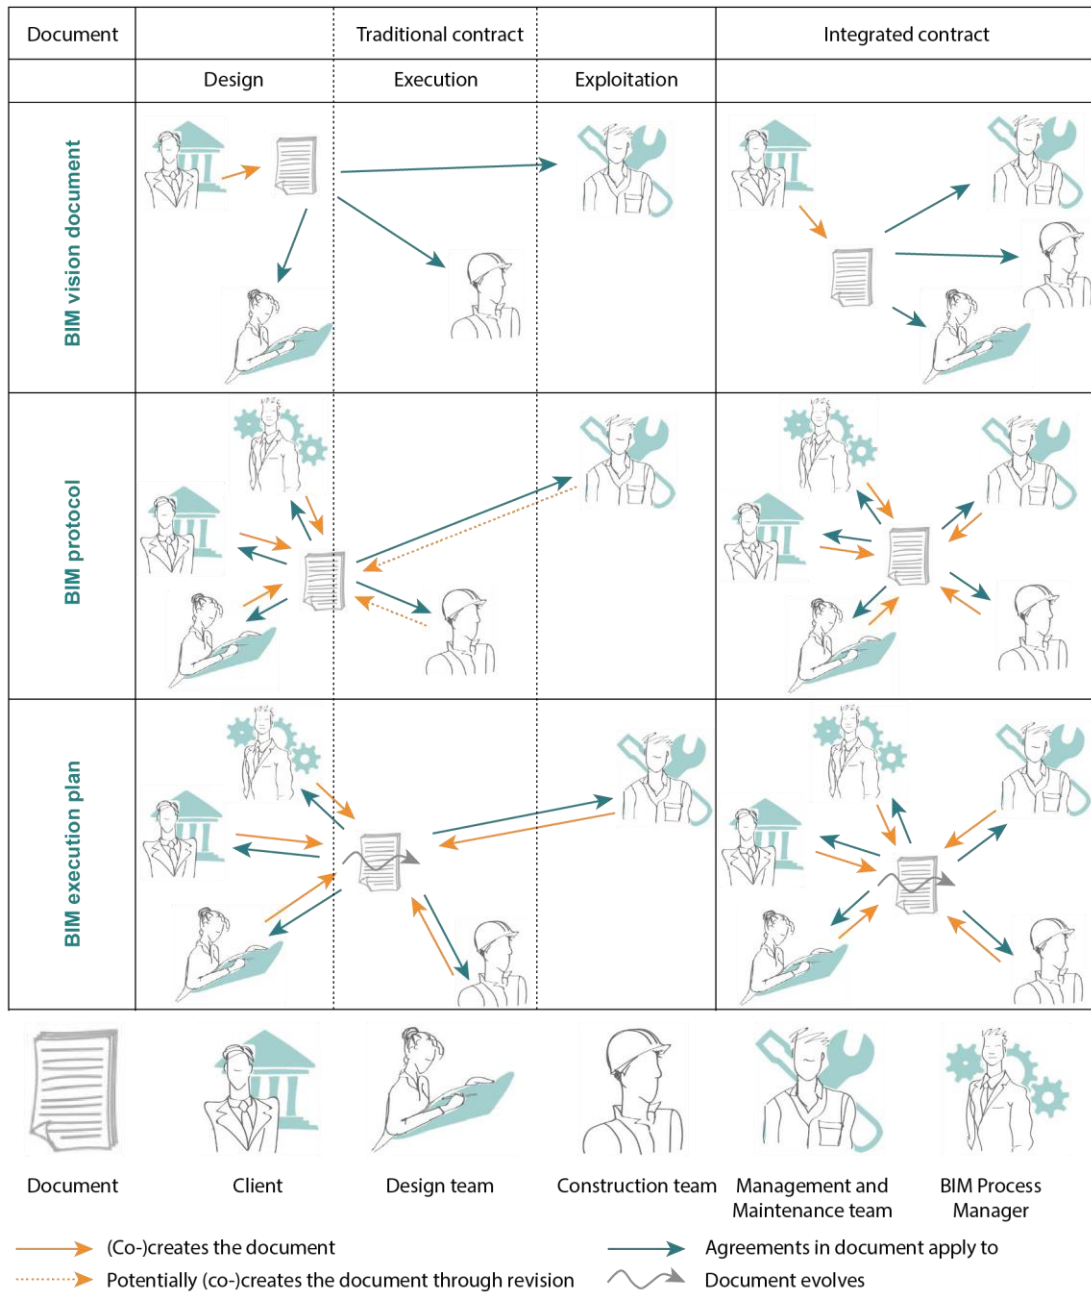 Document
Traditional contract
Integrated contract
Design
Execution
Exploitation
BIM vision document
BIM protocol
BIM execution plan
Document
Client
Design team
Construction team
Management and
Maintenance team
BIM Process
Manager
(Co-)creates the document
Agreements in document apply to
Potentially (co-)creates the document through revision
Document evolves